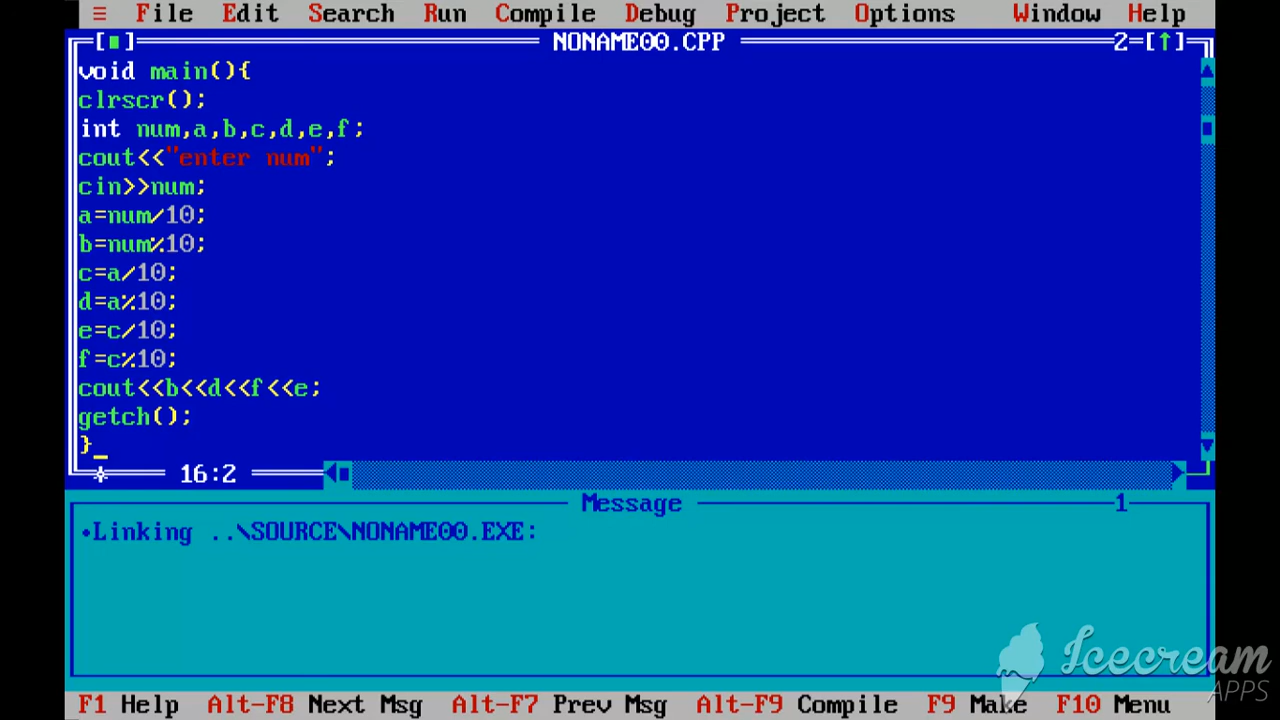 ≡ File Edit Search Run Compile Debug Project Options Window Help
[■] NONAME00.CPP 2=[↑]
void main(){
clrscr();
int num,a,b,c,d,e,f;
cout<<"enter num";
cin>>num;
a=num/10;
b=num%10;
c=a/10;
d=a%10;
e=c/10;
f=c%10;
cout<<b<<d<<f<<e;
getch();
}
16:2
Message 1
•Linking ..\SOURCE\NONAME00.EXE:
Icecream
APPS
F1 Help Alt-F8 Next Msg Alt-F7 Prev Msg Alt-F9 Compile F9 Make F10 Menu